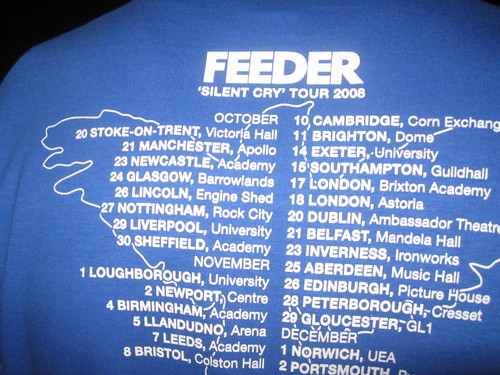 FEEDER
'SILENT CRY' TOUR 2008
OCTOBER
20 STOKE-ON-TRENT, Victoria Hall
21 MANCHESTER, Apollo
23 NEWCASTLE, Academy
24 GLASGOW, Barrowlands
26 LINCOLN, Engine Shed
27 NOTTINGHAM, Rock City
29 LIVERPOOL, University
30 SHEFFIELD, Academy
NOVEMBER
1 LOUGHBOROUGH, University
2 NEWPORT, Centre
4 BIRMINGHAM, Academy
5 LLANDUDNO, Arena
7 LEEDS, Academy
8 BRISTOL, Colston Hall
10 CAMBRIDGE, Corn Exchang
11 BRIGHTON, Dome
14 EXETER, University
15 SOUTHAMPTON, Guildhall
17 LONDON, Brixton Academy
18 LONDON, Astoria
20 DUBLIN, Ambassador Theatre
21 BELFAST, Mandela Hall
23 INVERNESS, Ironworks
25 ABERDEEN, Music Hall
26 EDINBURGH, Picture House
28 PETERBOROUGH, Cresset
29 GLOUCESTER, GL1
DECEMBER
1 NORWICH, UEA
2 PORTSMOUTH,